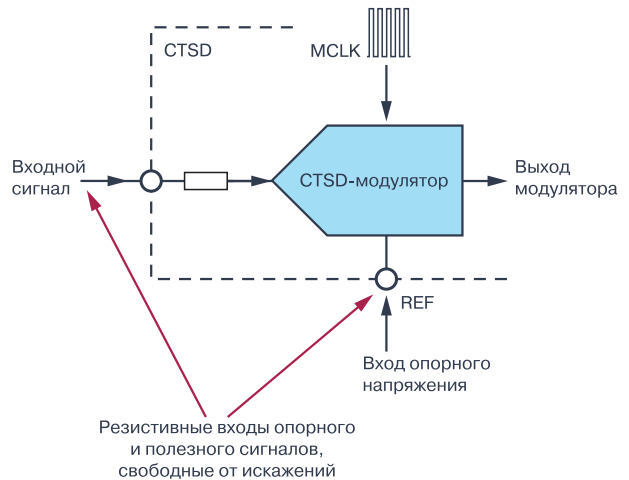 CTSD
MCLK
Входной
сигнал
CTSD-модулятор
Выход
модулятора
REF
Вход опорного
напряжения
Резистивные входы опорного
и полезного сигналов,
свободные от искажений